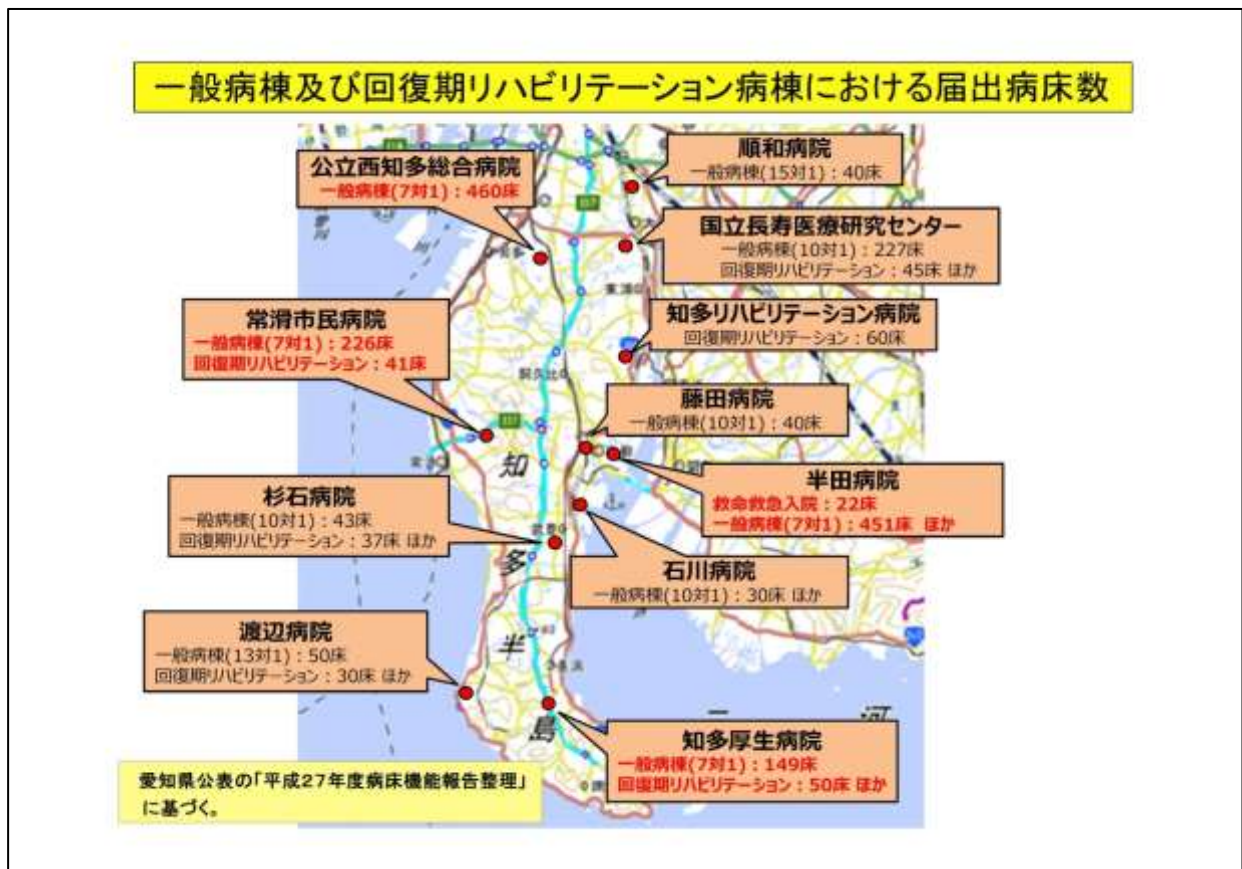 一般病棟及び回復期リハビリテーション病棟における届出病床数
公立西知多総合病院
一般病棟(7対1):460床
順和病院
一般病棟(15対1):40床
国立長寿医療研究センター
一般病棟(10対1):227床
回復期リハビリテーション:45床 ほか
常滑市民病院
一般病棟(7対1):226床
回復期リハビリテーション:41床
知多リハビリテーション病院
回復期リハビリテーション:60床
藤田病院
一般病棟(10対1):40床
半田病院
救命救急入院:22床
一般病棟(7対1):451床 ほか
杉石病院
一般病棟(10対1):43床
回復期リハビリテーション:37床 ほか
石川病院
一般病棟(10対1):30床 ほか
渡辺病院
一般病棟(13対1):50床
回復期リハビリテーション:30床 ほか
知多厚生病院
一般病棟(7対1):149床
回復期リハビリテーション:50床 ほか
知
多
半
島
河
阿久比
愛知県公表の「平成27年度病床機能報告整理」
に基づく。